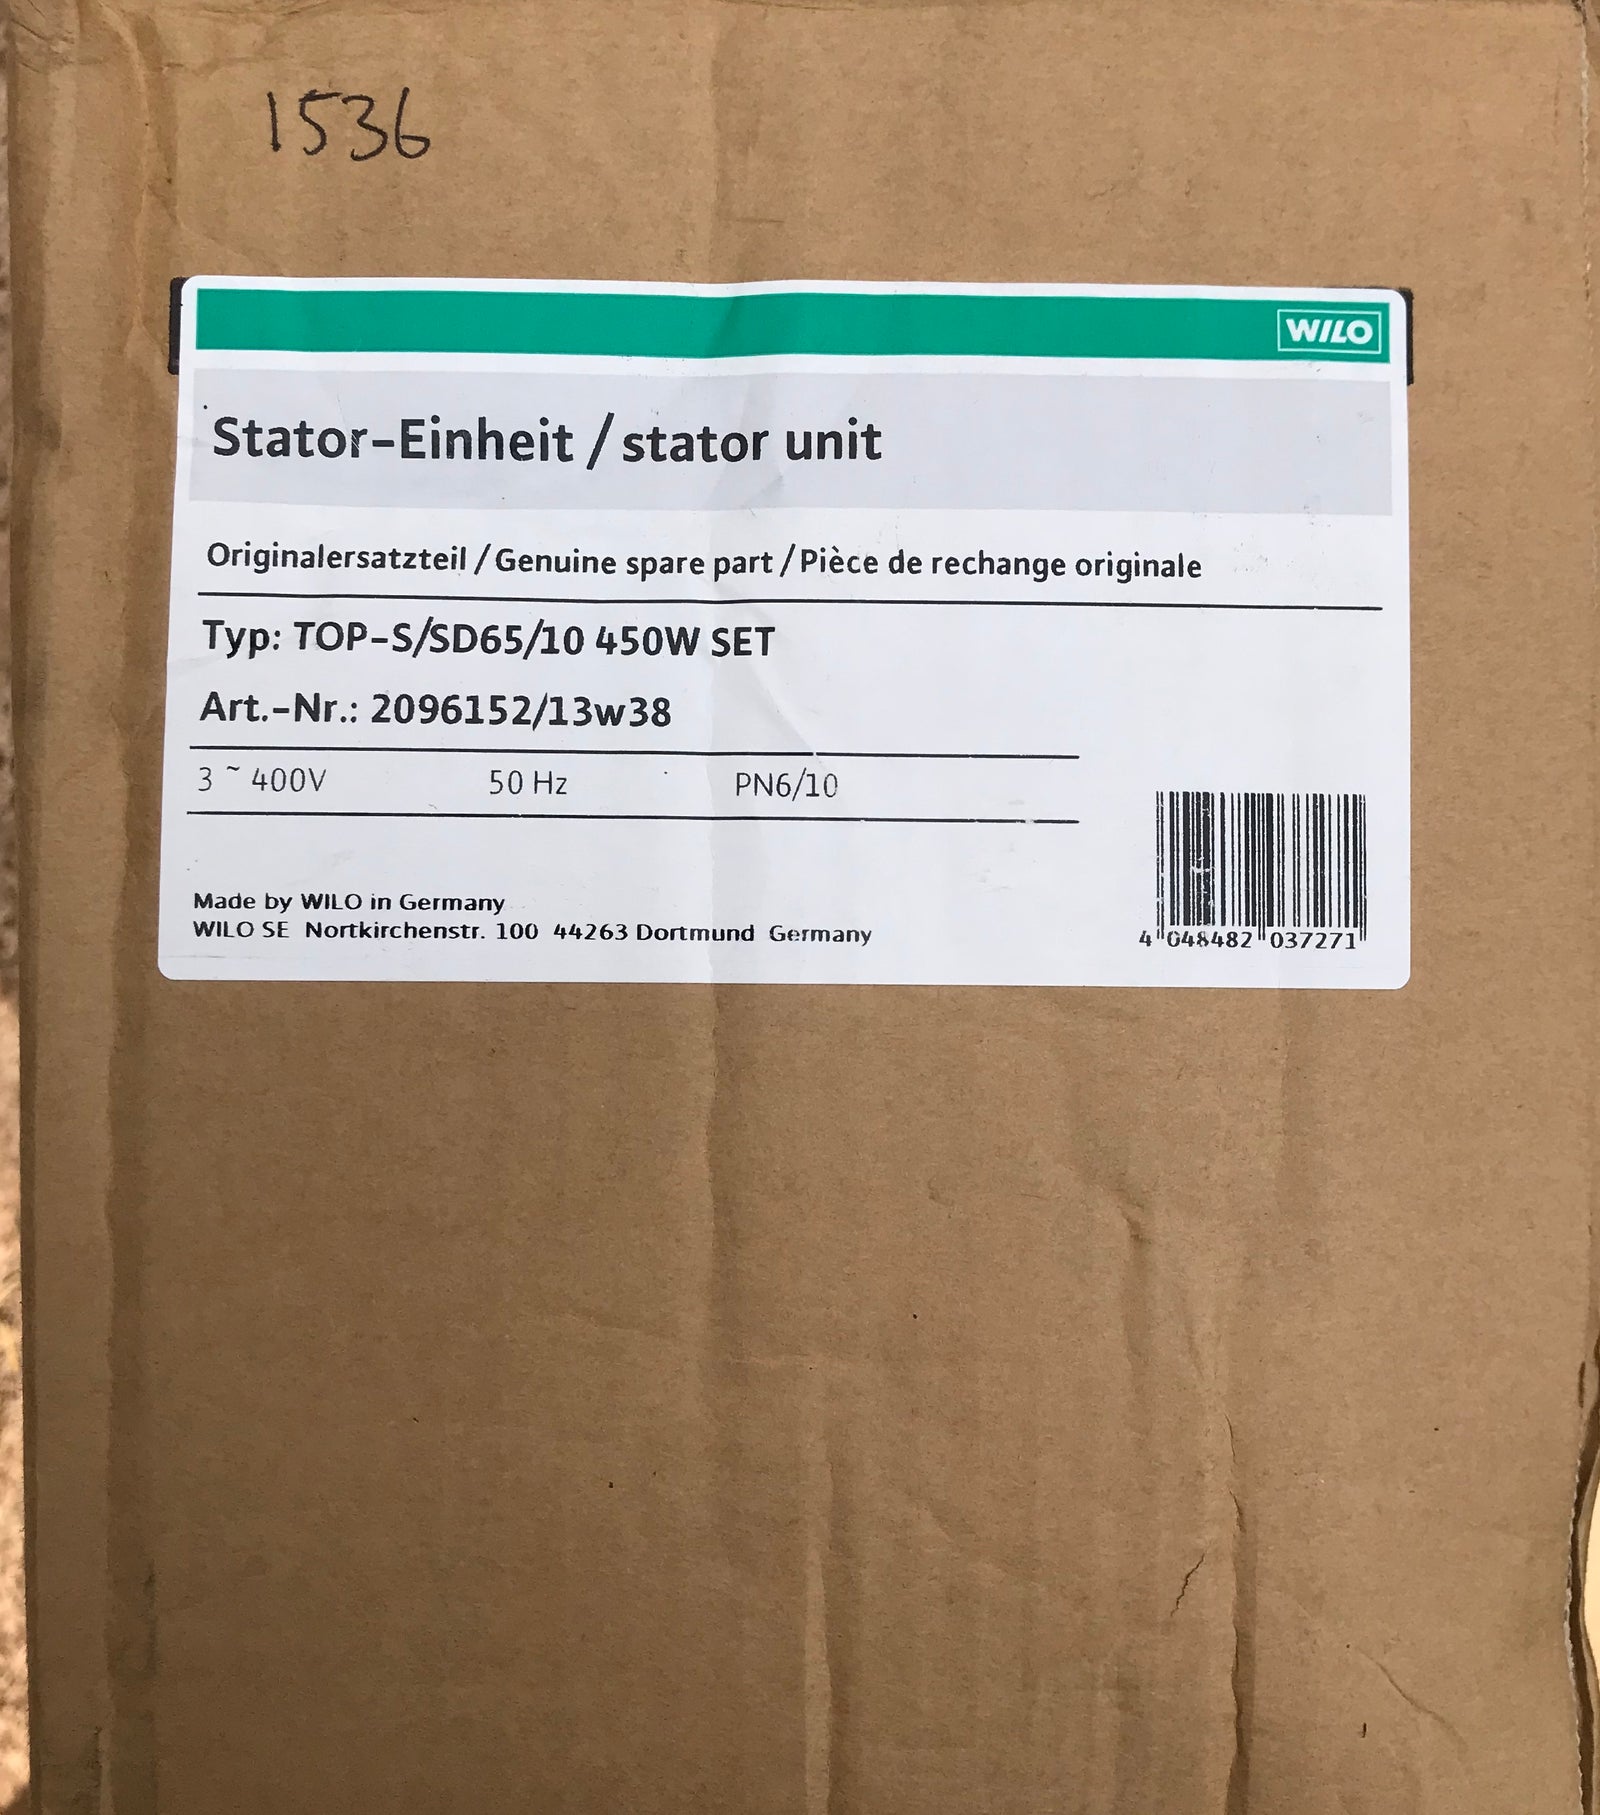 1536
WILO
Stator-Einheit / stator unit
Originalersatzteil / Genuine spare part / Pièce de rechange originale
Typ: TOP-S/SD65/10 450W SET
Art.-Nr.: 2096152/13w38
3 ~ 400V 50 Hz PN6/10
Made by WILO in Germany
WILO SE Nortkirchenstr. 100 44263 Dortmund Germany
4 048482 037271